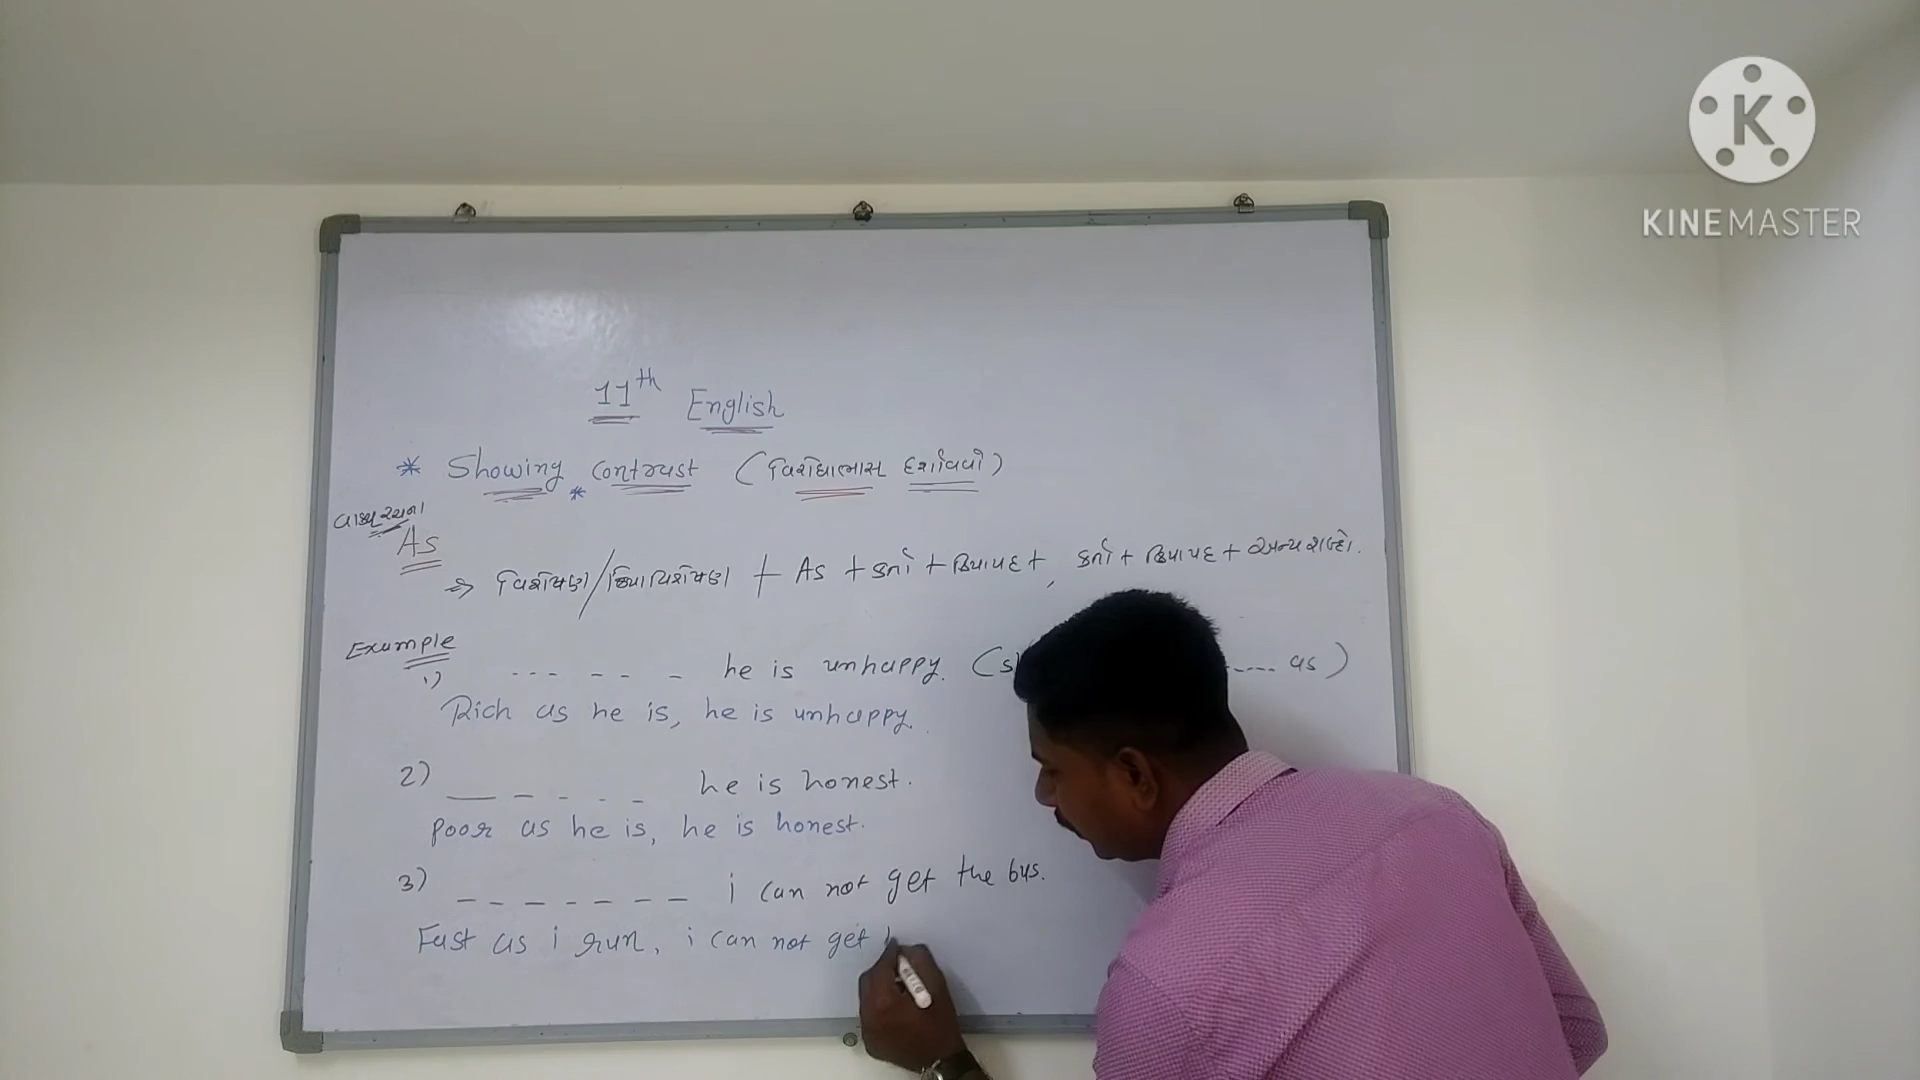 KINEMASTER
11th English
* Showing contrast (વિરોધાભાસ દર્શાવવો)
*
વાક્ય રચના
As
⇒ વિશેષણ/ક્રિયાવિશેષણ + As + કર્તા + ક્રિયાપદ + , કર્તા + ક્રિયાપદ + અન્ય શબ્દો.
Example
1) --- - - - he is unhappy. ( ---- as )
Rich as he is, he is unhappy.
2) — - - - - he is honest.
poor as he is, he is honest.
3) - - - - - - - i can not get the bus.
Fast as i run, i can not get